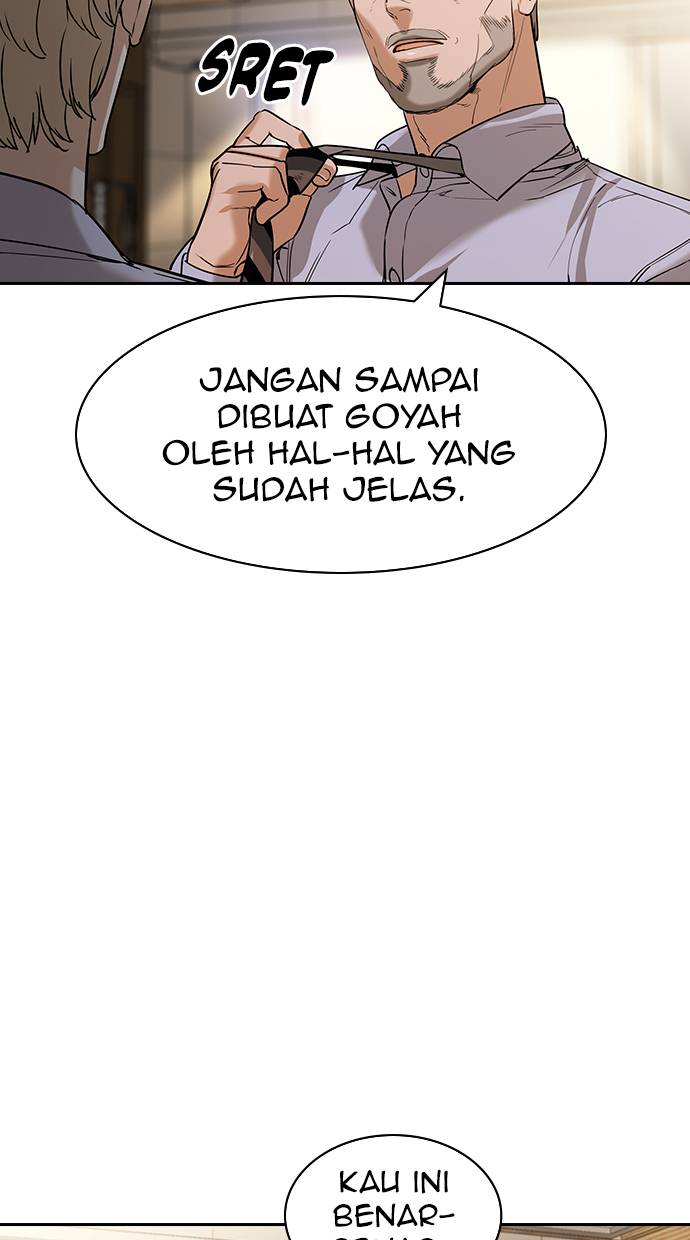 SRET
JANGAN SAMPAI
DIBUAT GOYAH
OLEH HAL-HAL YANG
SUDAH JELAS.
KAU INI
BENAR-